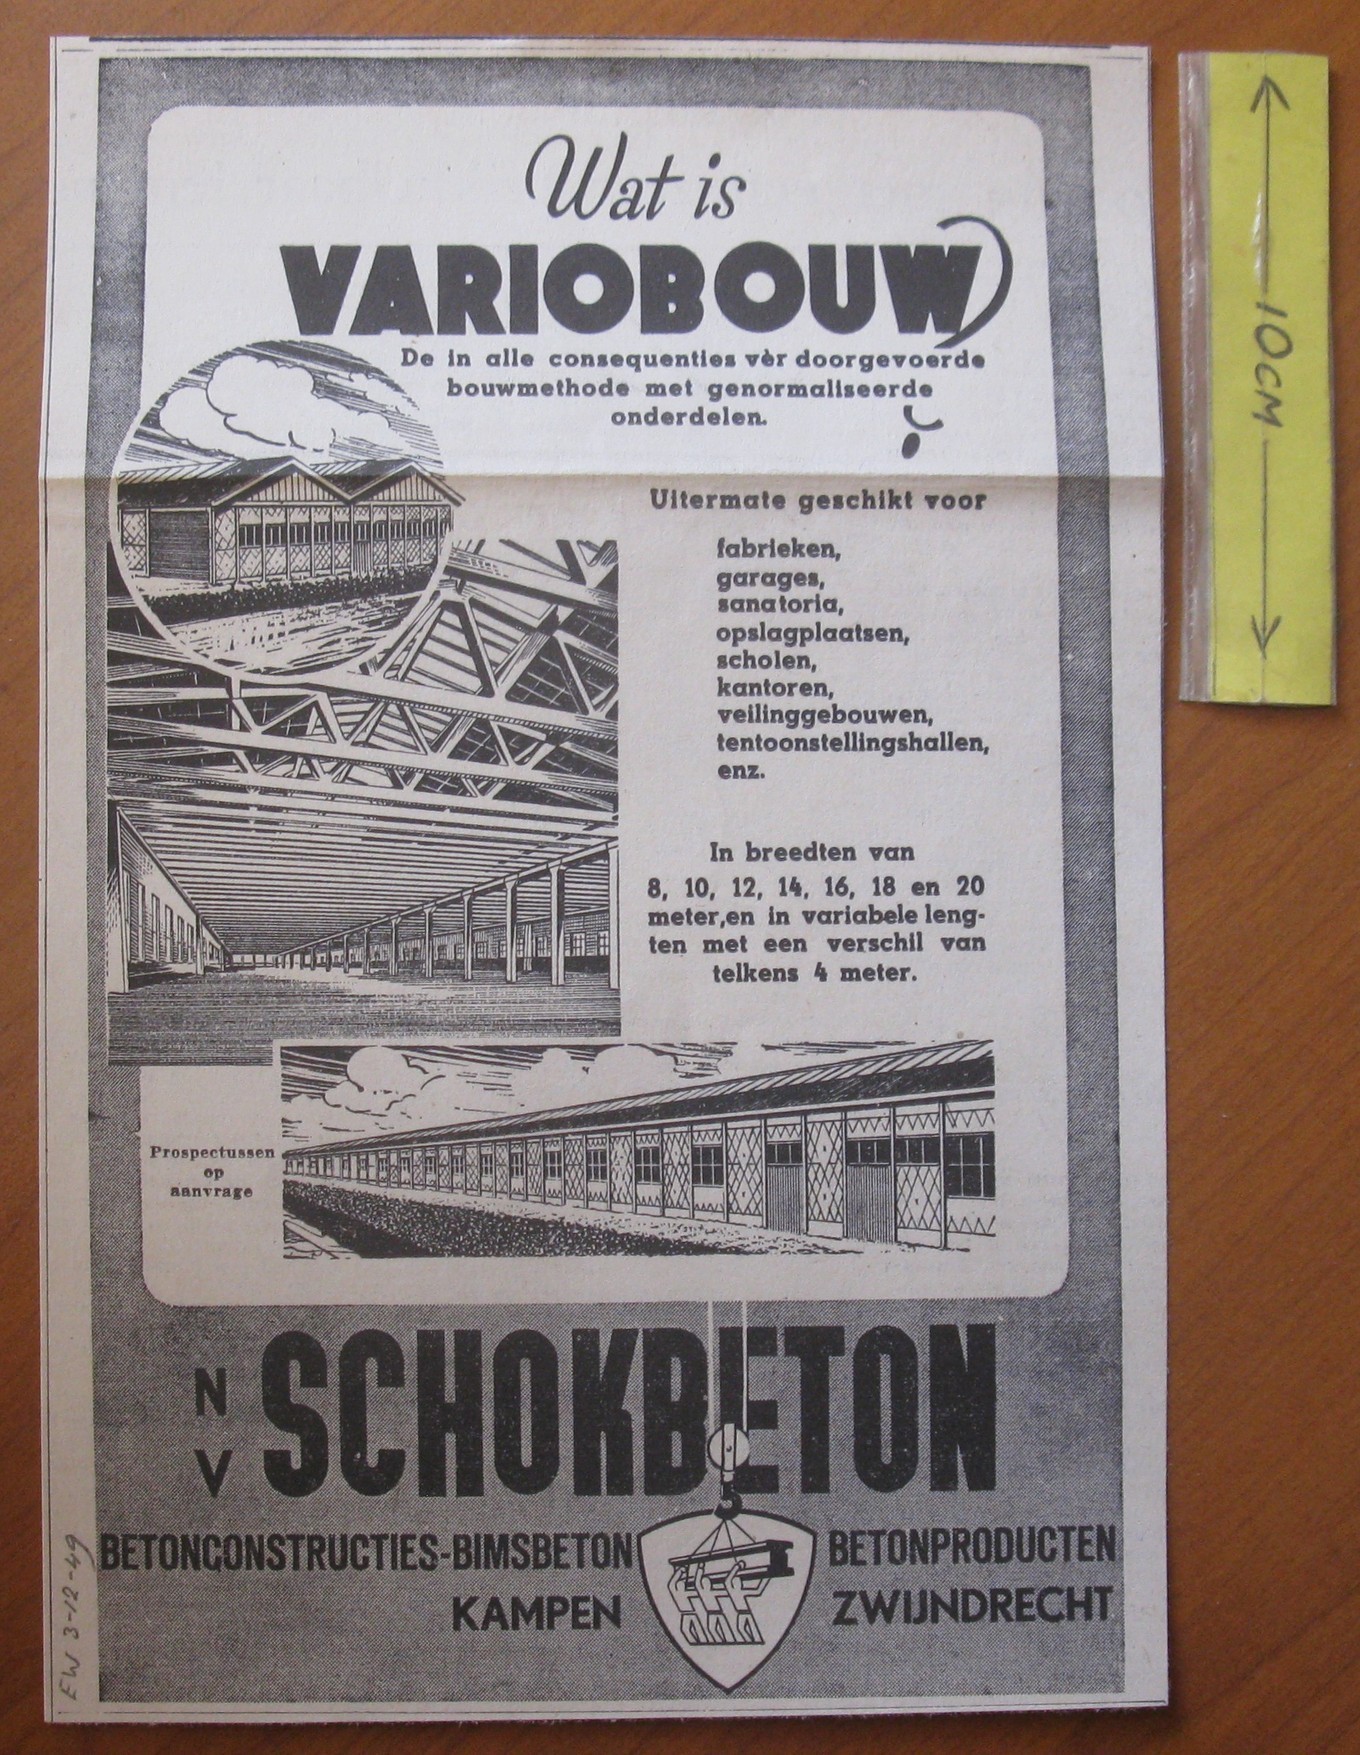 Wat is
VARIOBOUW?
De in alle consequenties vèr doorgevoerde
bouwmethode met genormaliseerde
onderdelen.
Uitermate geschikt voor
fabrieken,
garages,
sanatoria,
opslagplaatsen,
scholen,
kantoren,
veilinggebouwen,
tentoonstellingshallen,
enz.
In breedten van
8, 10, 12, 14, 16, 18 en 20
meter,en in variabele leng-
ten met een verschil van
telkens 4 meter.
Prospectussen
op
aanvrage
NV SCHOKBETON
BETONCONSTRUCTIES-BIMSBETON
KAMPEN
BETONPRODUCTEN
ZWIJNDRECHT
EW 3-12-49
10CM